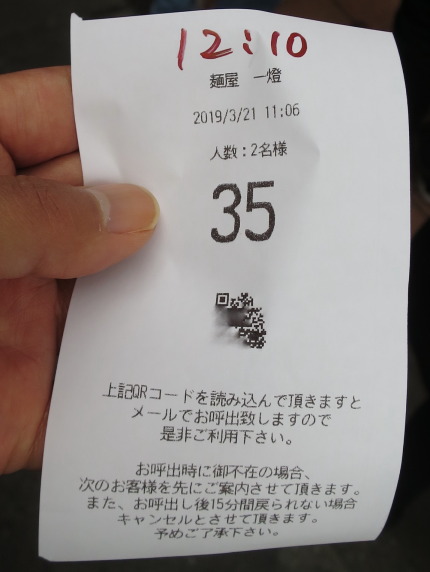 12:10
麺屋 一燈
2019/3/21 11:06
人数：2名様
35
上記QRコードを読み込んで頂きますと
メールでお呼出致しますので
是非ご利用下さい。
お呼出時に御不在の場合、
次のお客様を先にご案内させて頂きます。
また、お呼出し後15分間戻られない場合
キャンセルとさせて頂きます。
予めご了承下さい。